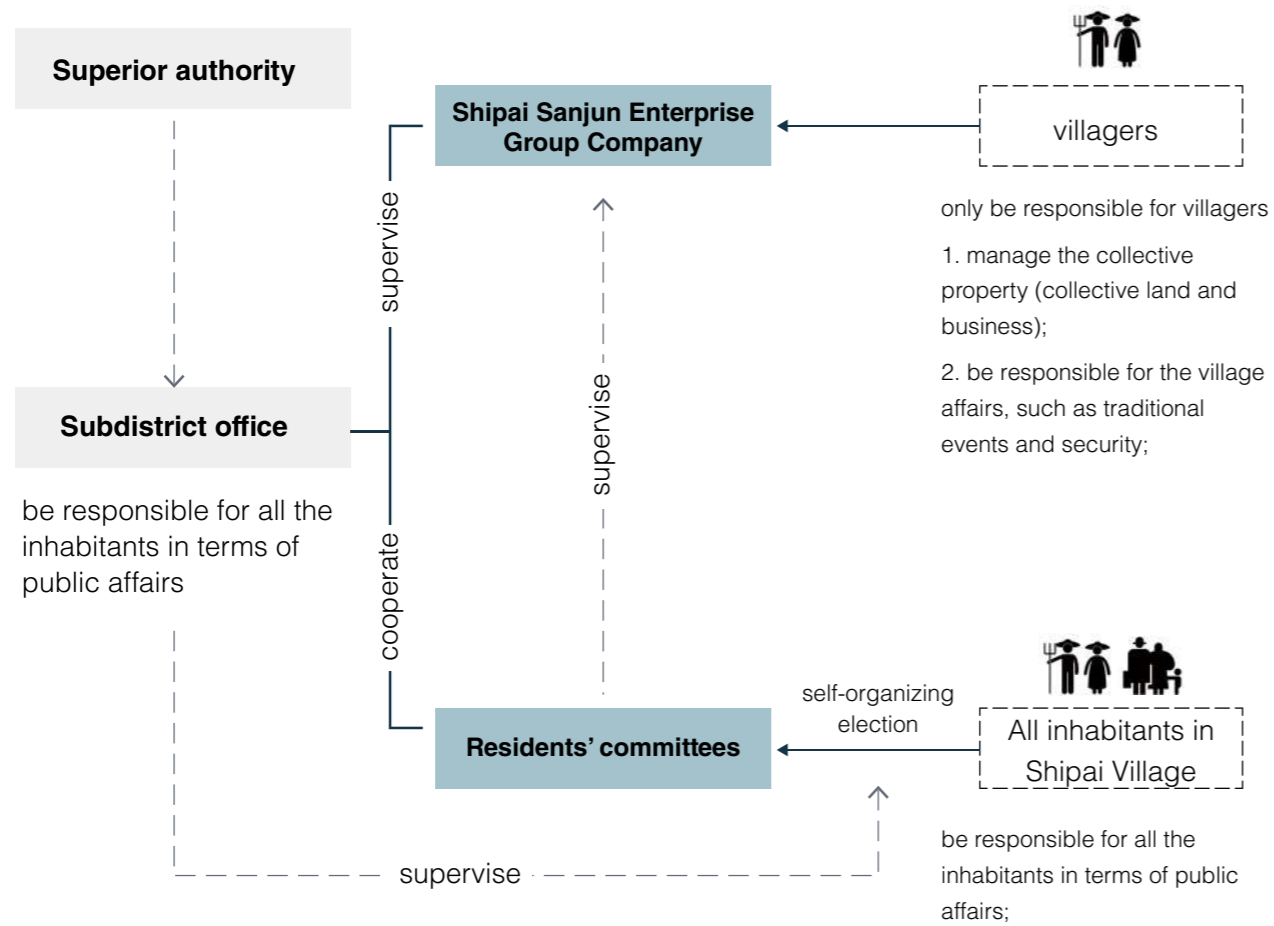 Superior authority
Shipai Sanjun Enterprise
Group Company
villagers
only be responsible for villagers
1. manage the collective
property (collective land and
business);
2. be responsible for the village
affairs, such as traditional
events and security;
supervise
supervise
Subdistrict office
be responsible for all the
inhabitants in terms of
public affairs
cooperate
Residents’ committees
self-organizing
election
All inhabitants in
Shipai Village
be responsible for all the
inhabitants in terms of public
affairs;
supervise